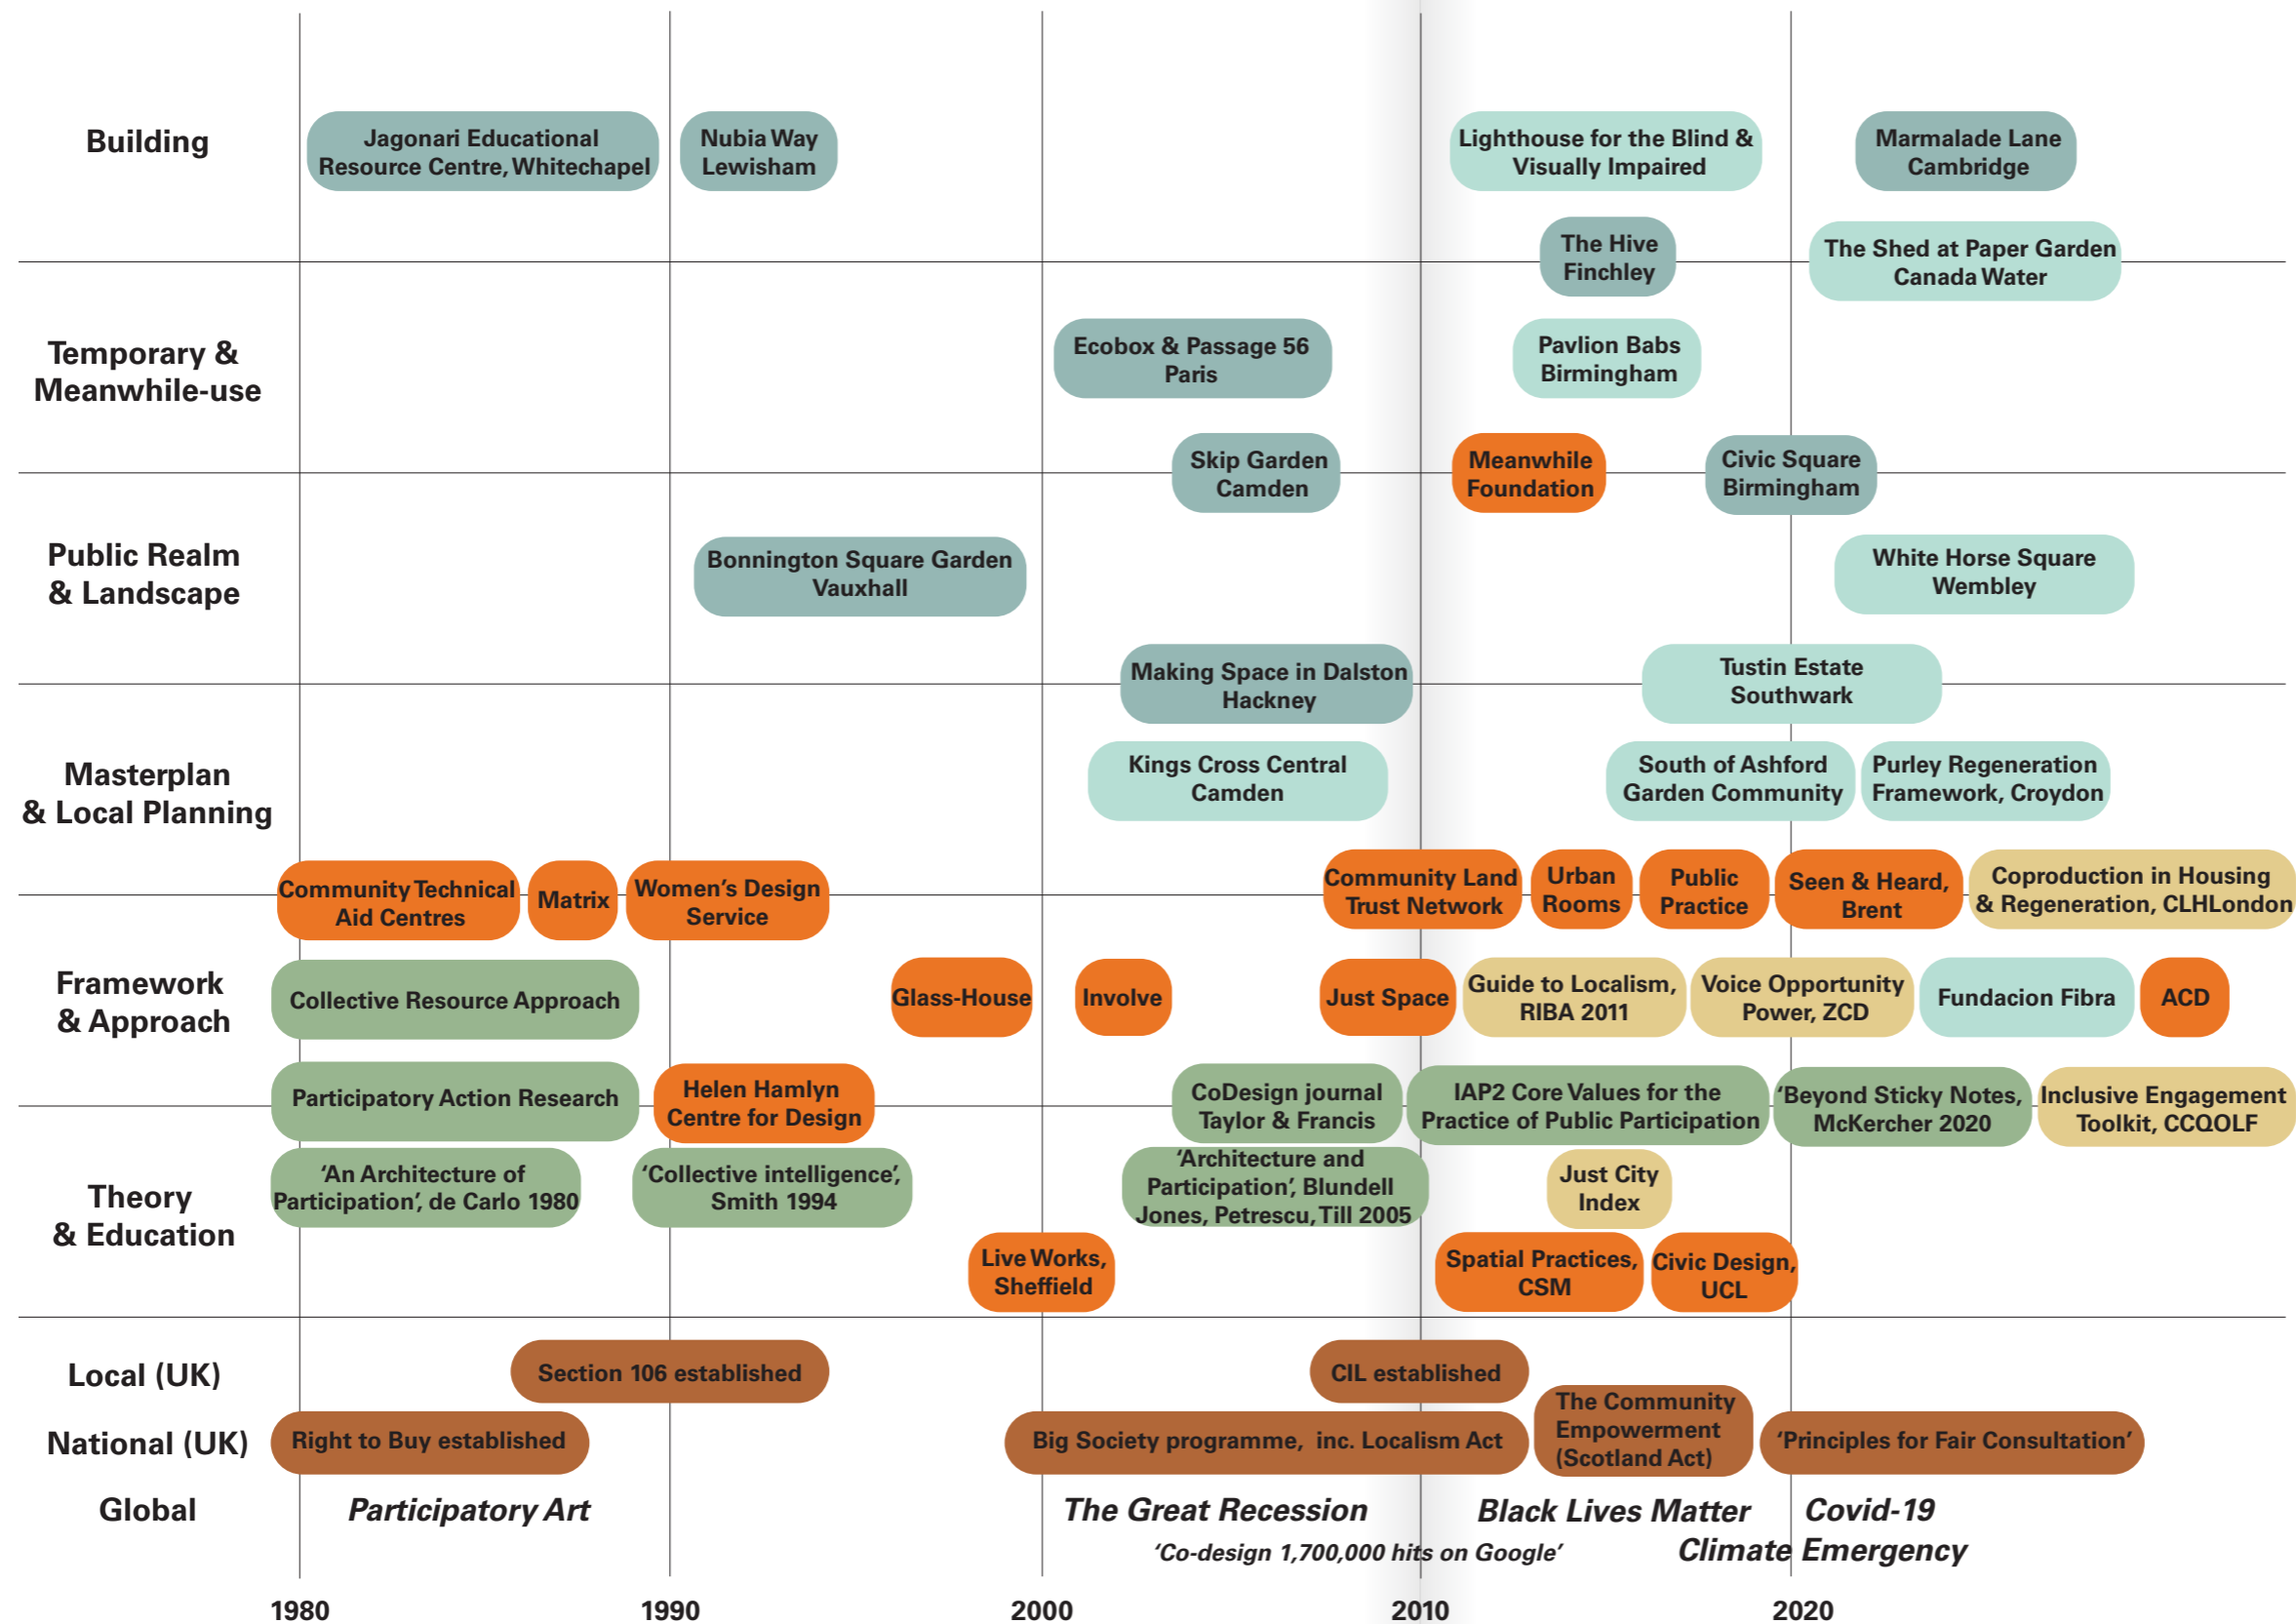 Building
Jagonari Educational
Resource Centre, Whitechapel
Nubia Way
Lewisham
Lighthouse for the Blind &
Visually Impaired
Marmalade Lane
Cambridge
The Hive
Finchley
The Shed at Paper Garden
Canada Water
Temporary &
Meanwhile-use
Ecobox & Passage 56
Paris
Pavlion Babs
Birmingham
Skip Garden
Camden
Meanwhile
Foundation
Civic Square
Birmingham
Public Realm
& Landscape
Bonnington Square Garden
Vauxhall
White Horse Square
Wembley
Making Space in Dalston
Hackney
Tustin Estate
Southwark
Masterplan
& Local Planning
Kings Cross Central
Camden
South of Ashford
Garden Community
Purley Regeneration
Framework, Croydon
Community Technical
Aid Centres
Matrix
Women’s Design
Service
Community Land
Trust Network
Urban
Rooms
Public
Practice
Seen & Heard,
Brent
Coproduction in Housing
& Regeneration, CLHLondon
Framework
& Approach
Collective Resource Approach
Glass-House
Involve
Just Space
Guide to Localism,
RIBA 2011
Voice Opportunity
Power, ZCD
Fundacion Fibra
ACD
Participatory Action Research
Helen Hamlyn
Centre for Design
CoDesign journal
Taylor & Francis
IAP2 Core Values for the
Practice of Public Participation
‘Beyond Sticky Notes,
McKercher 2020
Inclusive Engagement
Toolkit, CCQOLF
Theory
& Education
‘An Architecture of
Participation’, de Carlo 1980
‘Collective intelligence’,
Smith 1994
‘Architecture and
Participation’, Blundell
Jones, Petrescu, Till 2005
Just City
Index
Live Works,
Sheffield
Spatial Practices,
CSM
Civic Design,
UCL
Local (UK)
Section 106 established
CIL established
National (UK)
Right to Buy established
Big Society programme, inc. Localism Act
The Community
Empowerment
(Scotland Act)
‘Principles for Fair Consultation’
Global
Participatory Art
The Great Recession
Black Lives Matter
Covid-19
‘Co-design 1,700,000 hits on Google’
Climate Emergency
1980
1990
2000
2010
2020